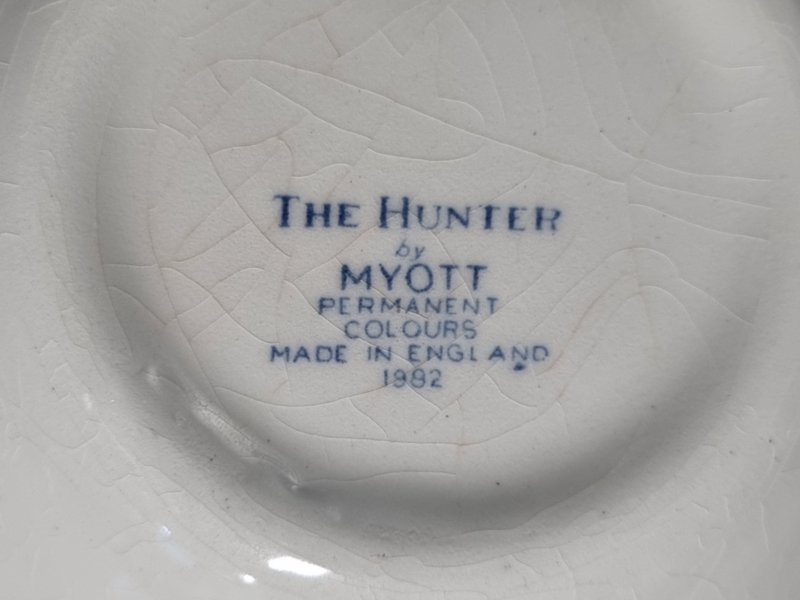 THE HUNTER
by
MYOTT
PERMANENT
COLOURS
MADE IN ENGLAND
1982